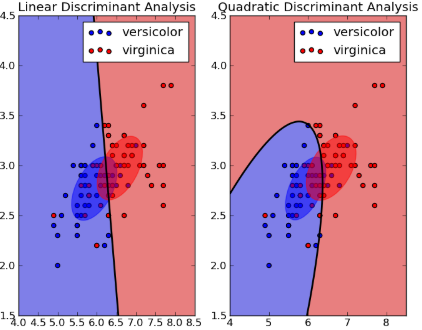 Linear Discriminant Analysis
Quadratic Discriminant Analysis
versicolor
virginica
versicolor
virginica
4.5
4.0
3.5
3.0
2.5
2.0
1.5
4.5
4.0
3.5
3.0
2.5
2.0
1.5
4.0 4.5 5.0 5.5 6.0 6.5 7.0 7.5 8.0 8.5
4 5 6 7 8